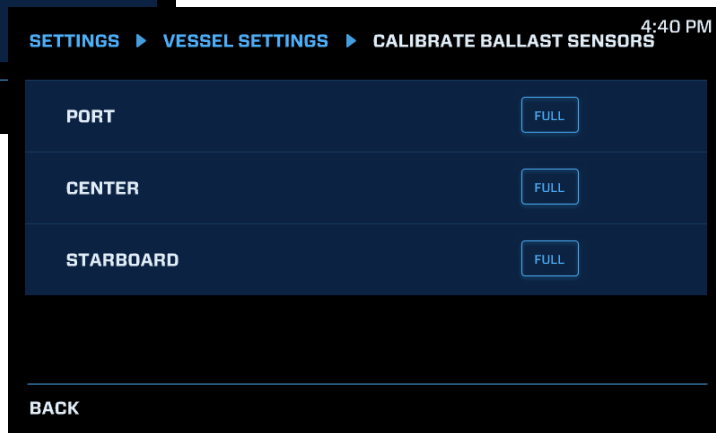 4:40 PM
SETTINGS ▶ VESSEL SETTINGS ▶ CALIBRATE BALLAST SENSORS
PORT FULL
CENTER FULL
STARBOARD FULL
BACK